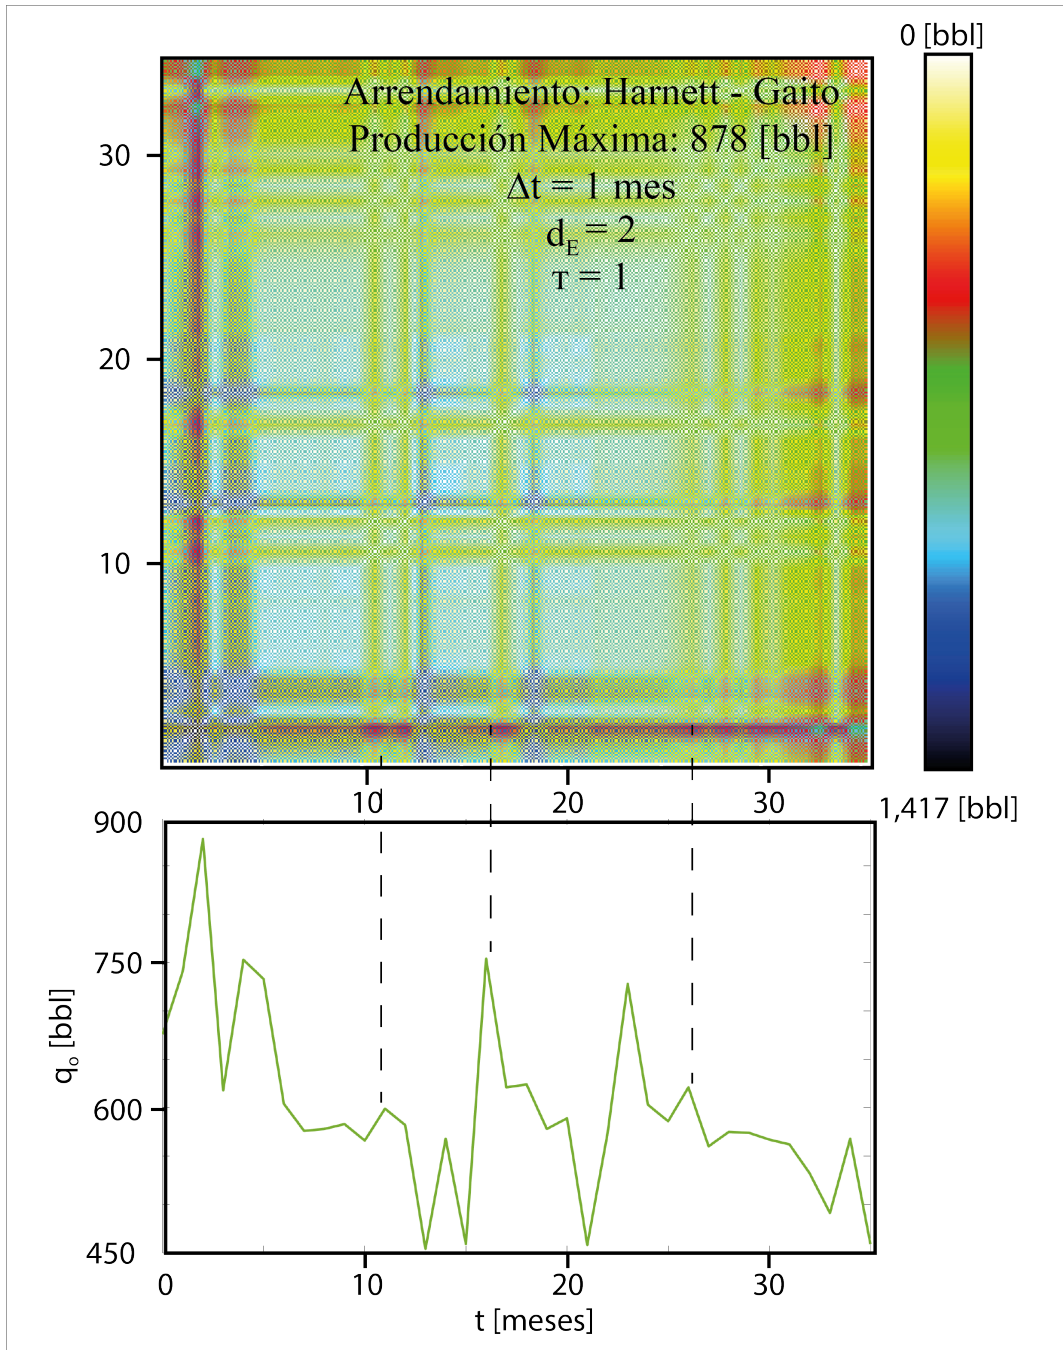 0 [bbl]
Arrendamiento: Harnett - Gaito
Producción Máxima: 878 [bbl]
Δt = 1 mes
d_E = 2
τ = 1
30
20
10
10 20 30
1,417 [bbl]
900
750
600
450
qₒ [bbl]
0 10 20 30
t [meses]